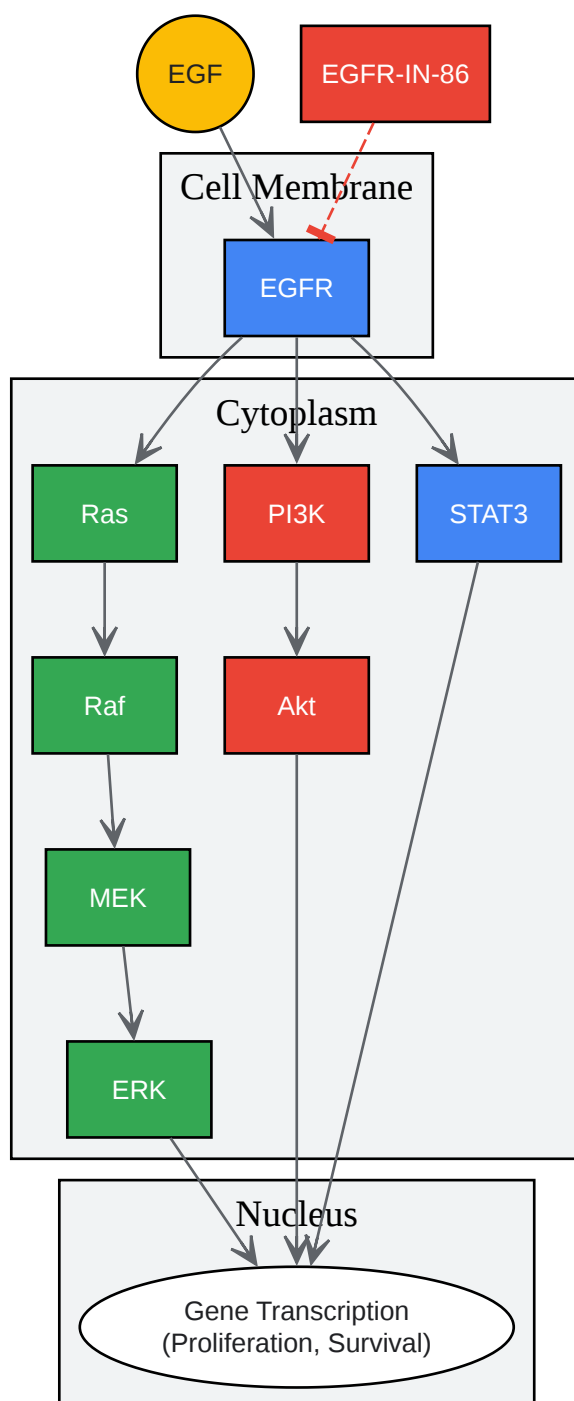 EGF
EGFR-IN-86
Cell Membrane
EGFR
Cytoplasm
Ras
PI3K
STAT3
Raf
Akt
MEK
ERK
Nucleus
Gene Transcription
(Proliferation, Survival)